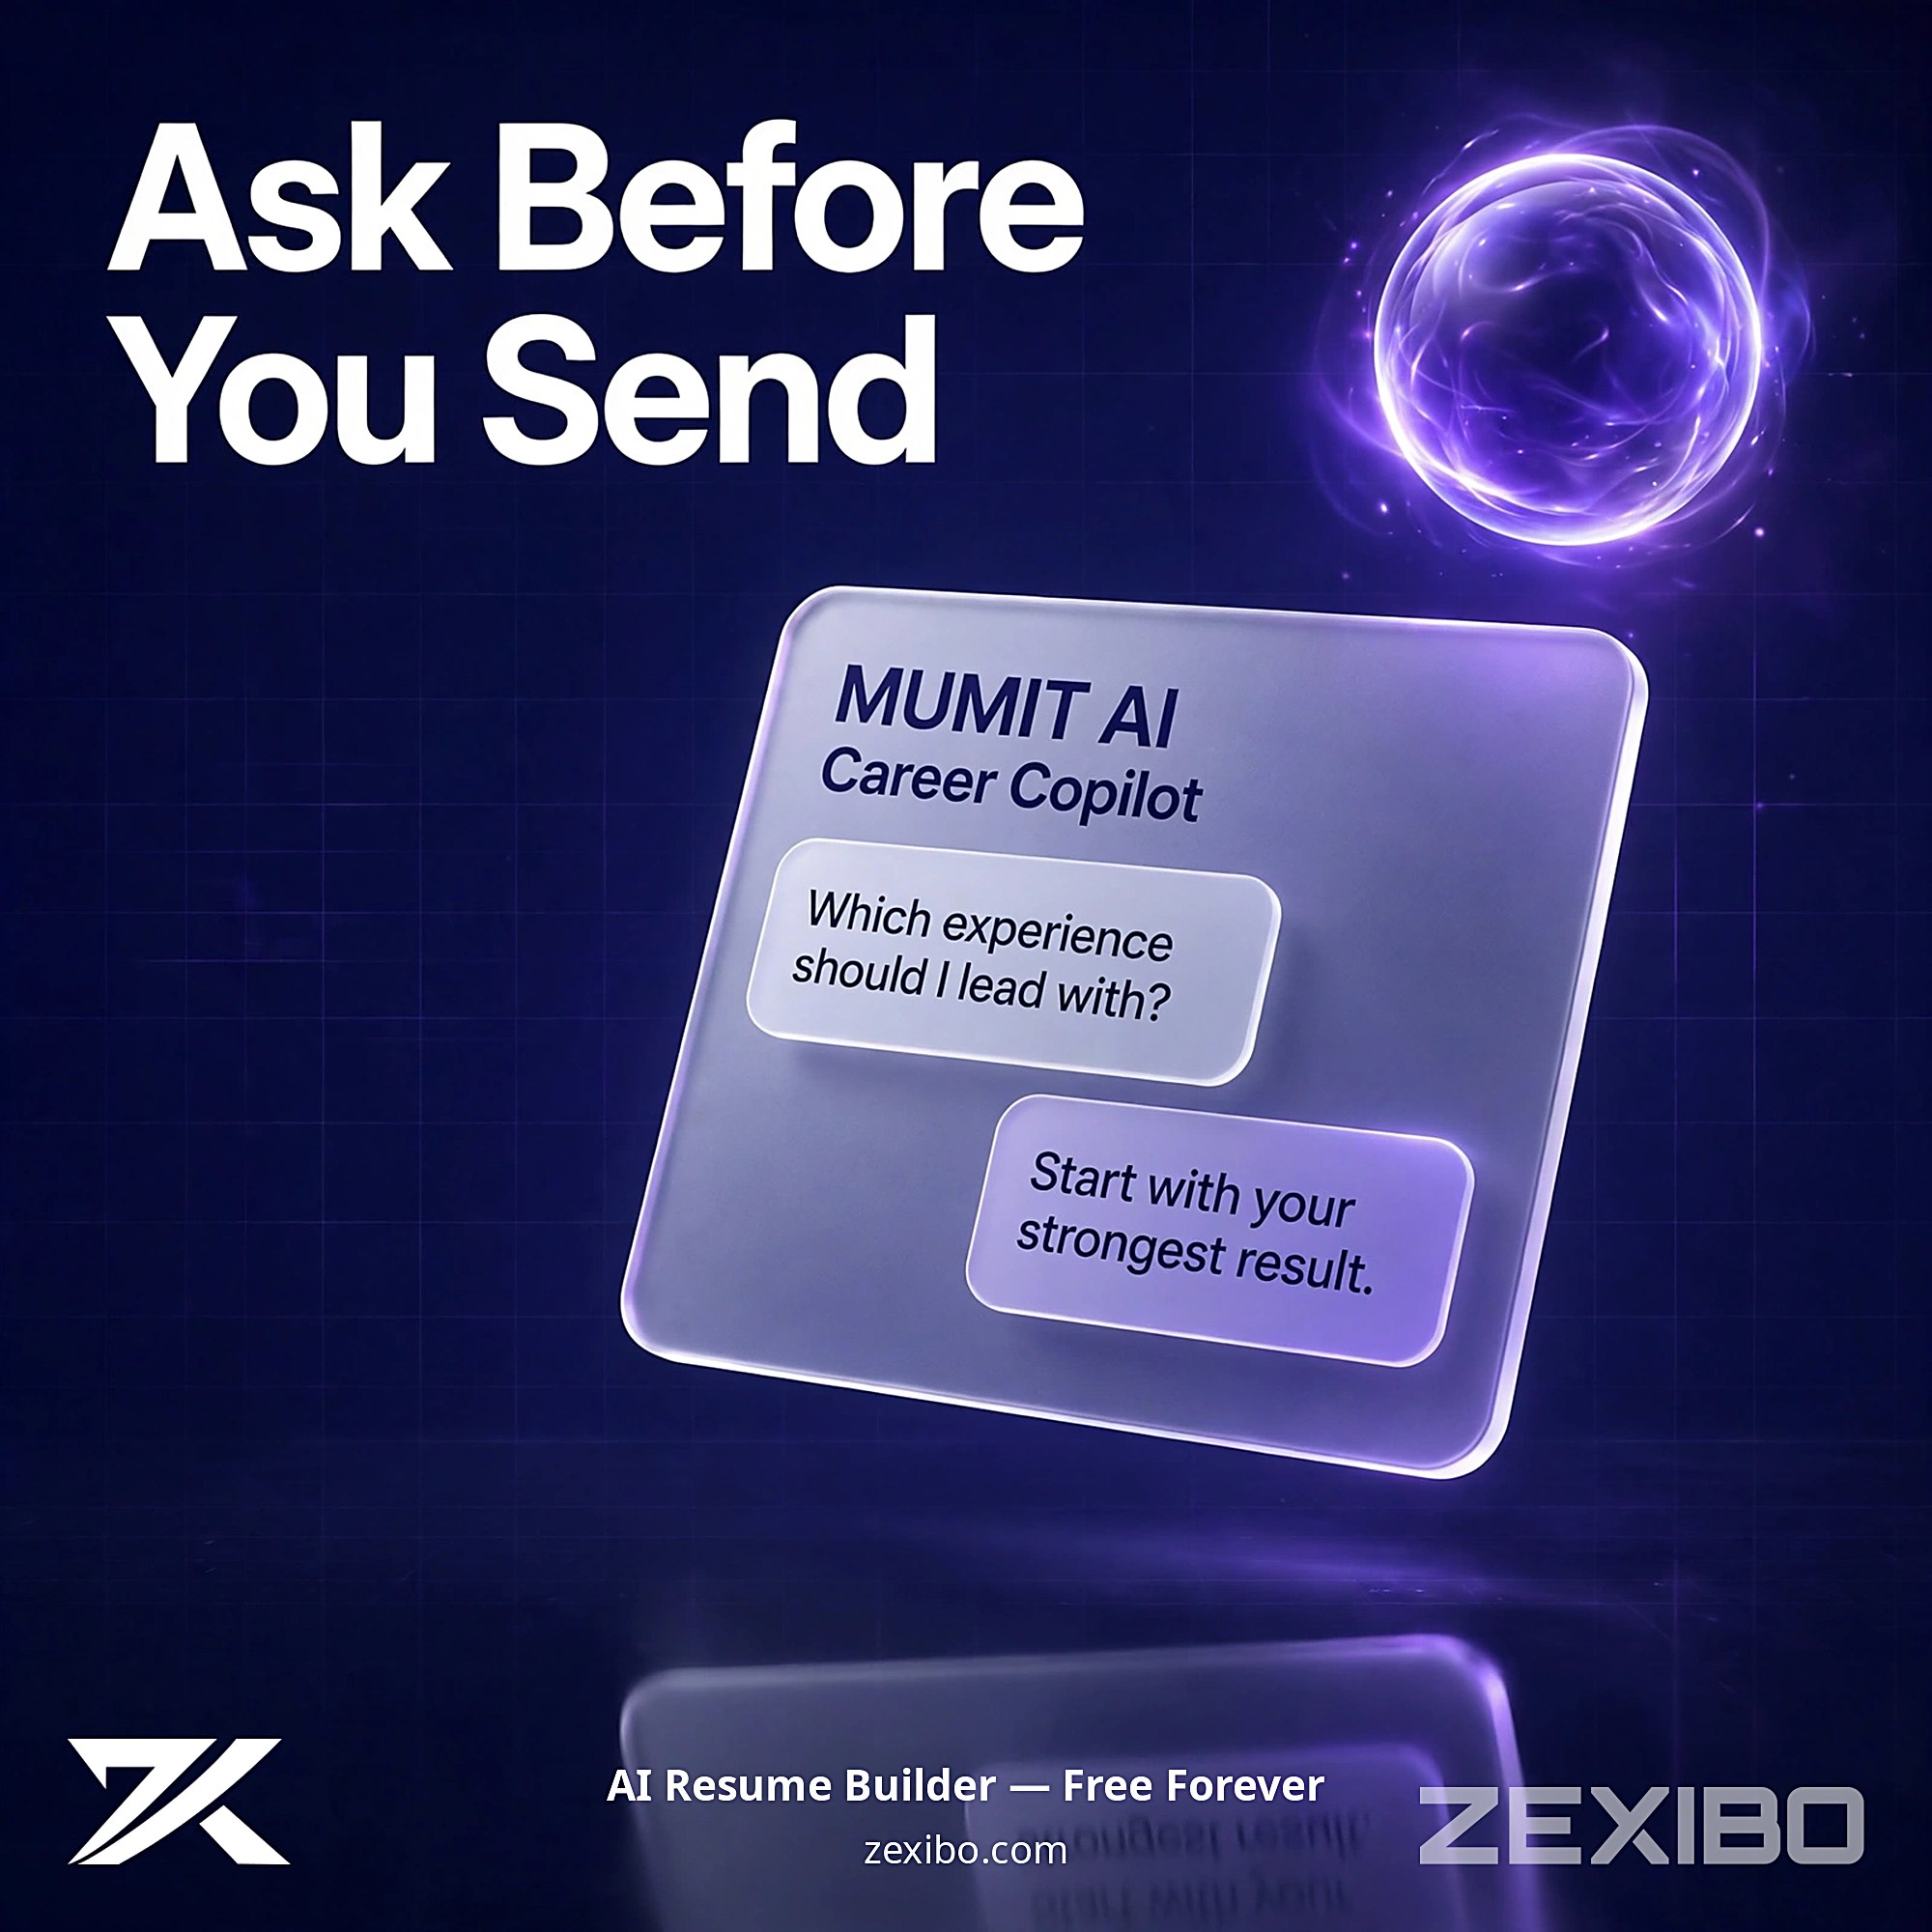 Ask Before
You Send
MUMIT AI
Career Copilot
Which experience
should I lead with?
Start with your
strongest result.
AI Resume Builder — Free Forever
zexibo.com
ZEXIBO